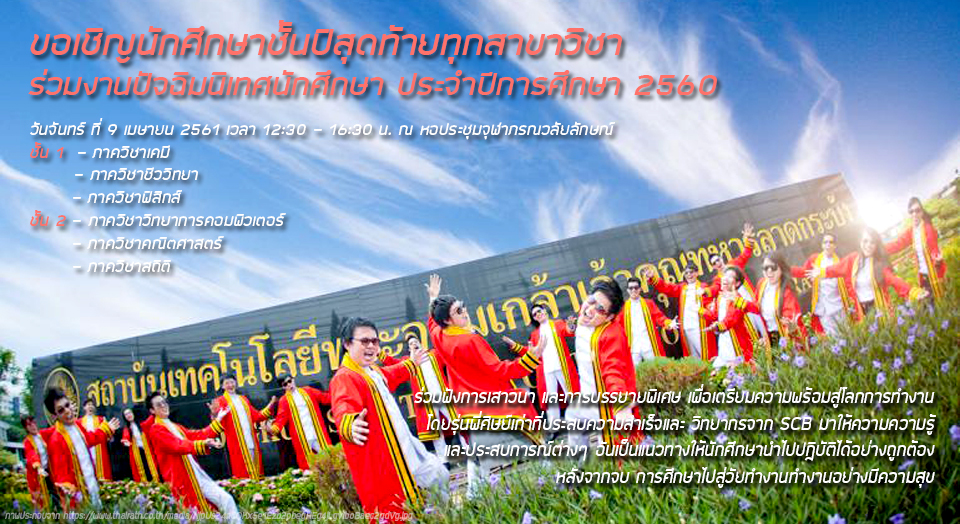 ขอเชิญนักศึกษาชั้นปีสุดท้ายทุกสาขาวิชา
ร่วมงานปัจฉิมนิเทศนักศึกษา ประจำปีการศึกษา 2560
วันจันทร์ ที่ 9 เมษายน 2561 เวลา 12:30 - 16:30 น. ณ หอประชุมจุฬาภรณวลัยลักษณ์
ชั้น 1 - ภาควิชาเคมี
- ภาควิชาชีววิทยา
- ภาควิชาฟิสิกส์
ชั้น 2 - ภาควิชาวิทยาการคอมพิวเตอร์
- ภาควิชาคณิตศาสตร์
- ภาควิชาสถิติ
สถาบันเทคโนโลยีพระจอมเกล้าเจ้าคุณทหารลาดกระบัง
ร่วมฟังการเสาวนา และการบรรยายพิเศษ เพื่อเตรียมความพร้อมสู่โลกการทำงาน
โดยรุ่นพี่ศิษย์เก่าที่ประสบความสำเร็จและ วิทยากรจาก SCB มาให้ความความรู้
และประสบการณ์ต่างๆ อันเป็นแนวทางให้นักศึกษานำไปปฎิบัติได้อย่างถูกต้อง
หลังจากจบ การศึกษาไปสู่วัยทำงานทำงานอย่างมีความสุข
ภาพประกอบจาก